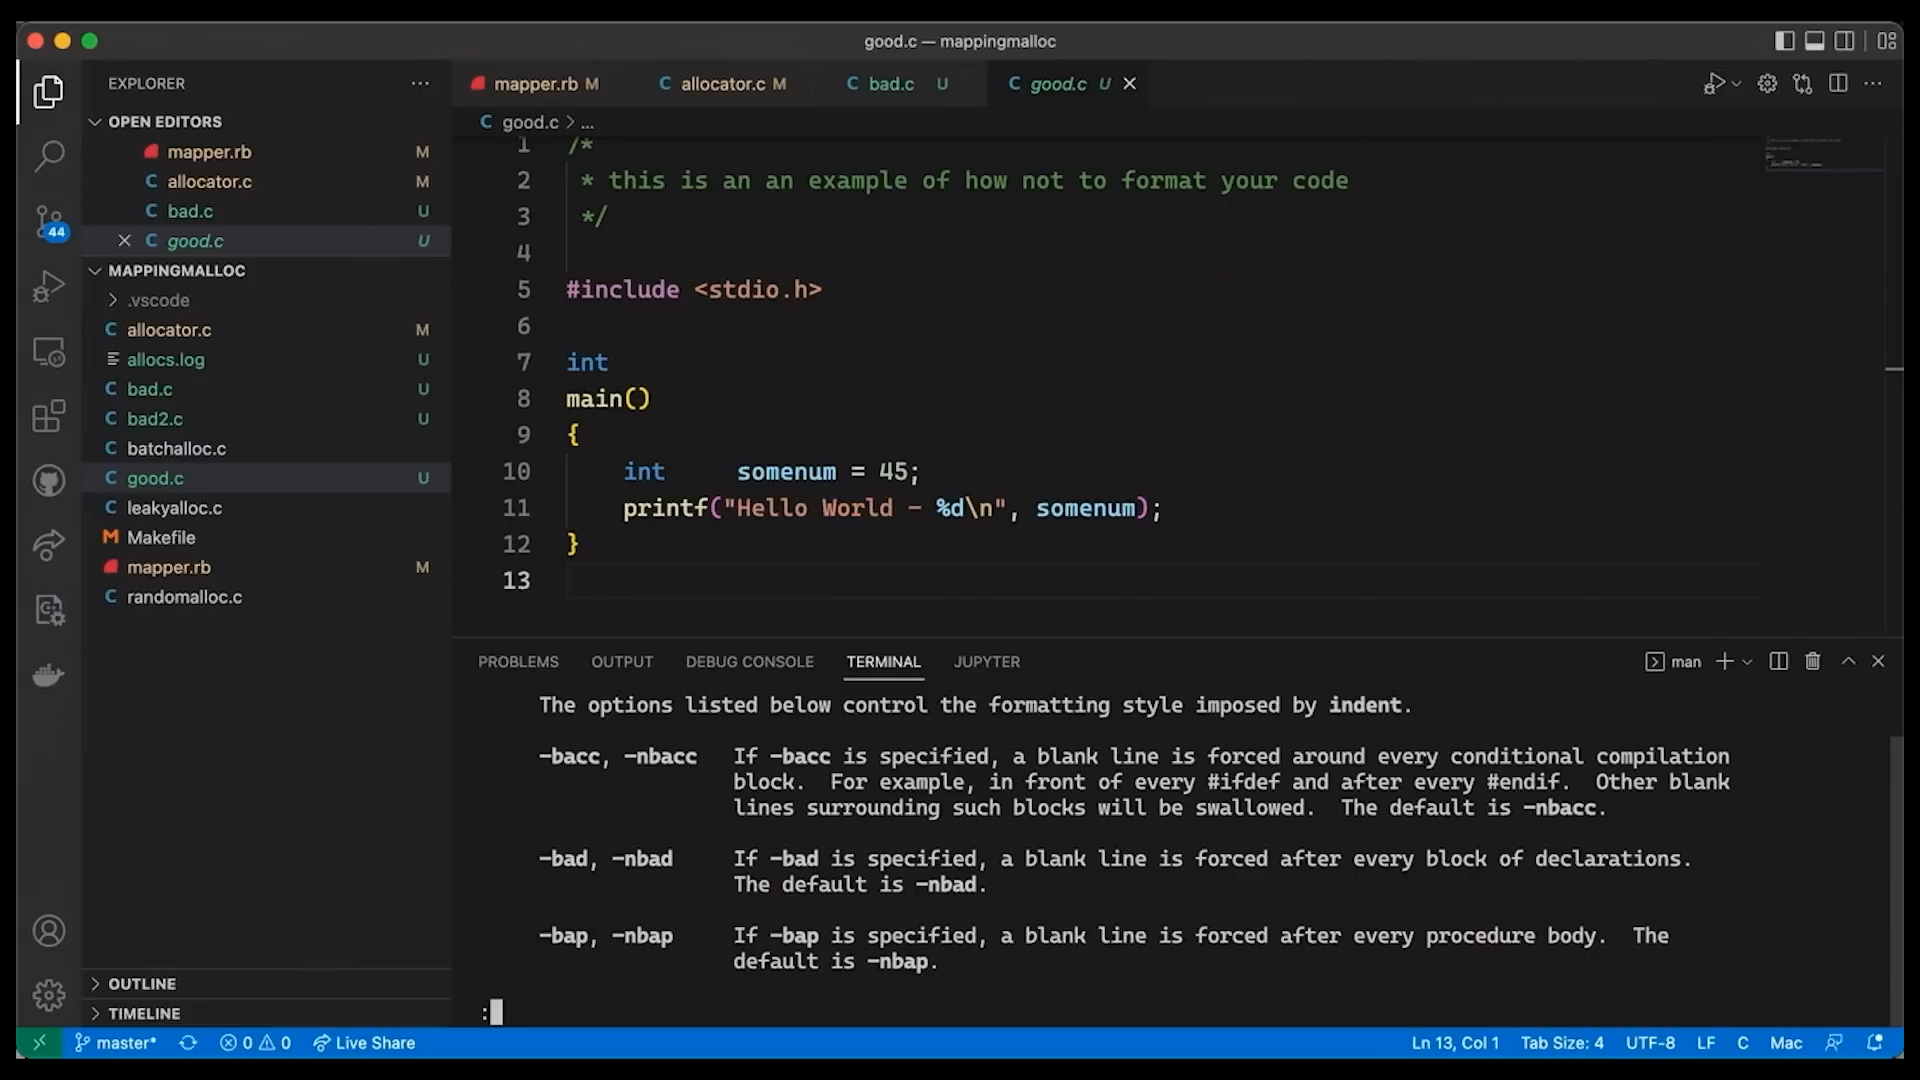 good.c — mappingmalloc
EXPLORER
OPEN EDITORS
mapper.rb M
allocator.c M
bad.c U
good.c U
MAPPINGMALLOC
.vscode
allocator.c M
allocs.log U
bad.c U
bad2.c U
batchalloc.c
good.c U
leakyalloc.c
Makefile
mapper.rb M
randomalloc.c
OUTLINE
TIMELINE
44
mapper.rb M
allocator.c M
bad.c U
good.c U
good.c > ...
1 /*
2 * this is an an example of how not to format your code
3 */
4
5 #include <stdio.h>
6
7 int
8 main()
9 {
10 int somenum = 45;
11 printf("Hello World - %d\n", somenum);
12 }
13
PROBLEMS OUTPUT DEBUG CONSOLE TERMINAL JUPYTER
man
The options listed below control the formatting style imposed by indent.
-bacc, -nbacc If -bacc is specified, a blank line is forced around every conditional compilation
block. For example, in front of every #ifdef and after every #endif. Other blank
lines surrounding such blocks will be swallowed. The default is -nbacc.
-bad, -nbad If -bad is specified, a blank line is forced after every block of declarations.
The default is -nbad.
-bap, -nbap If -bap is specified, a blank line is forced after every procedure body. The
default is -nbap.
:
master* 0 0 Live Share Ln 13, Col 1 Tab Size: 4 UTF-8 LF C Mac